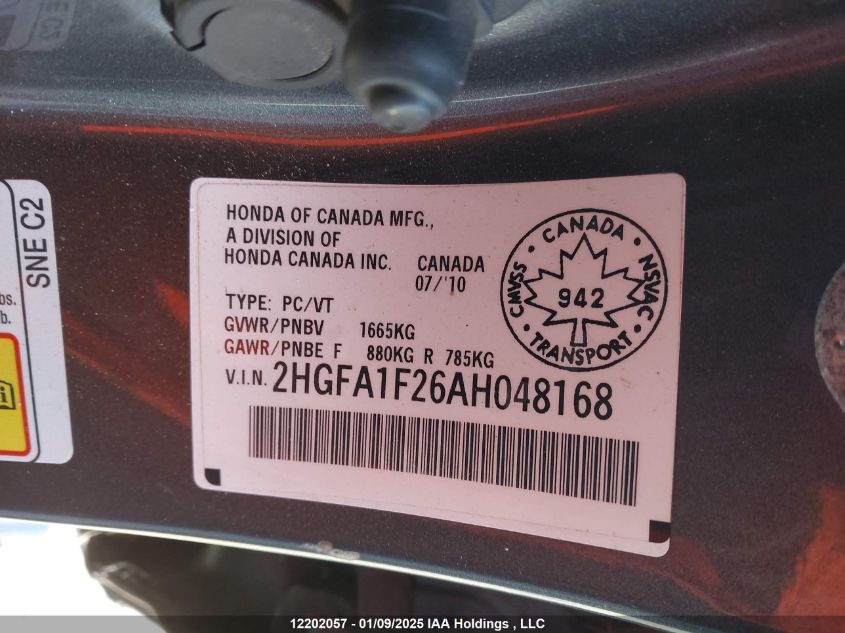 SNE C2
bs.
b.
HONDA OF CANADA MFG.,
A DIVISION OF
HONDA CANADA INC. CANADA
07/'10
TYPE: PC/VT
GVWR/PNBV 1665KG
GAWR/PNBE F 880KG R 785KG
V.I.N. 2HGFA1F26AH048168
CANADA · NSVAC · TRANSPORT · CMVSS ·
942
12202057 - 01/09/2025 IAA Holdings , LLC